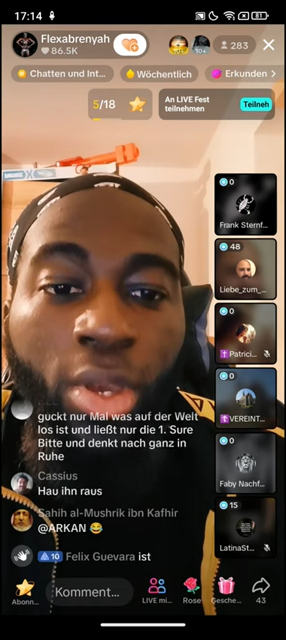 17:14
81
Flexabrenyah
86.5K
10+
283
Chatten und Int...
Wöchentlich
Erkunden
5/18
An LIVE Fest
teilnehmen
Teilneh
0
Frank Sternf...
48
Liebe_zum_...
0
Patrici...
0
VEREINT...
0
Faby Nachf...
15
LatinaSt...
guckt nur Mal was auf der Welt
los ist und ließt nur die 1. Sure
Bitte und denkt nach ganz in
Ruhe
Cassius
Hau ihn raus
Sahih al-Mushrik ibn Kafhir
@ARKAN 😂
10 Felix Guevara ist
Komment...
Abonn...
LIVE mi...
Rose
Gesche...
43